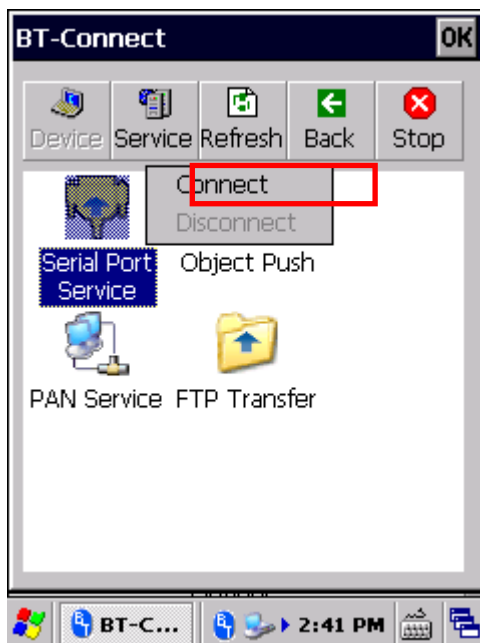 BT-Connect OK
Device Service Refresh Back Stop
Connect
Disconnect
Serial Port Service
Object Push
PAN Service
FTP Transfer
BT-C... 2:41 PM